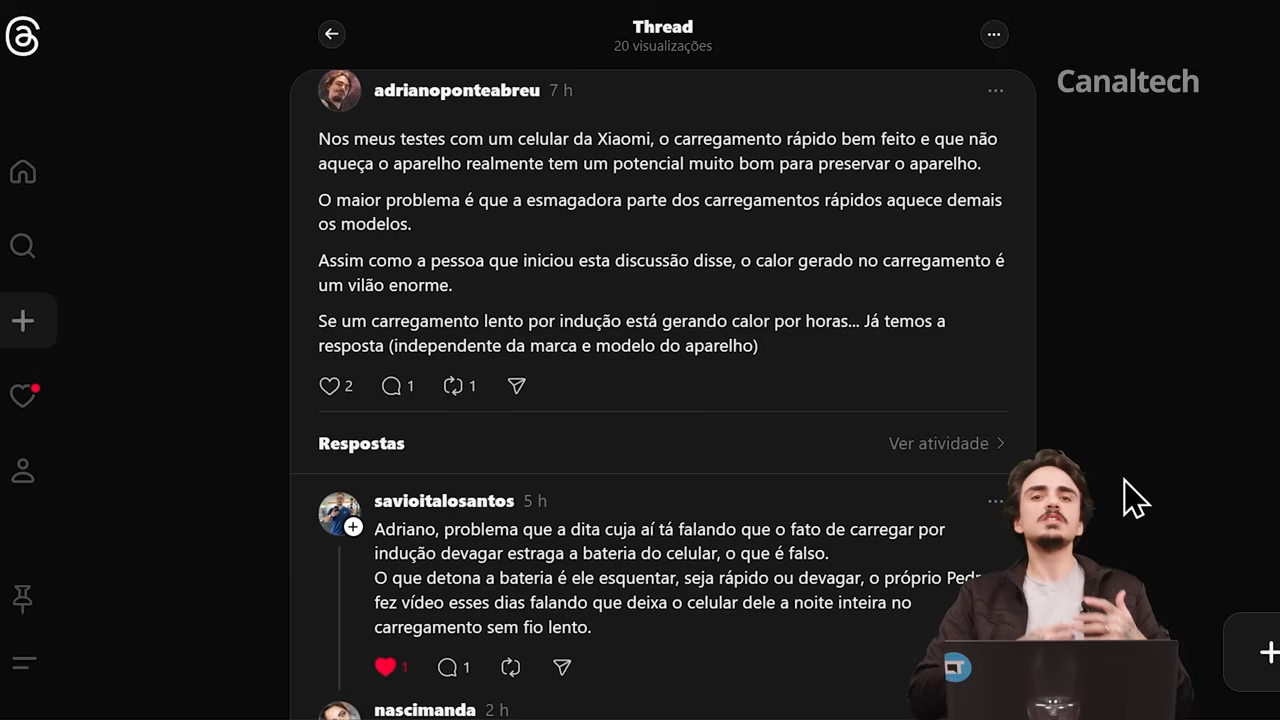 Thread
20 visualizações
Canaltech
adrianoponteabreu 7 h
Nos meus testes com um celular da Xiaomi, o carregamento rápido bem feito e que não
aqueça o aparelho realmente tem um potencial muito bom para preservar o aparelho.
O maior problema é que a esmagadora parte dos carregamentos rápidos aquece demais
os modelos.
Assim como a pessoa que iniciou esta discussão disse, o calor gerado no carregamento é
um vilão enorme.
Se um carregamento lento por indução está gerando calor por horas... Já temos a
resposta (independente da marca e modelo do aparelho)
2 1 1
Respostas
Ver atividade
savioitalosantos 5 h
Adriano, problema que a dita cuja aí tá falando que o fato de carregar por
indução devagar estraga a bateria do celular, o que é falso.
O que detona a bateria é ele esquentar, seja rápido ou devagar, o próprio
fez vídeo esses dias falando que deixa o celular dele a noite inteira no
carregamento sem fio lento.
1 1
nascimanda 2 h